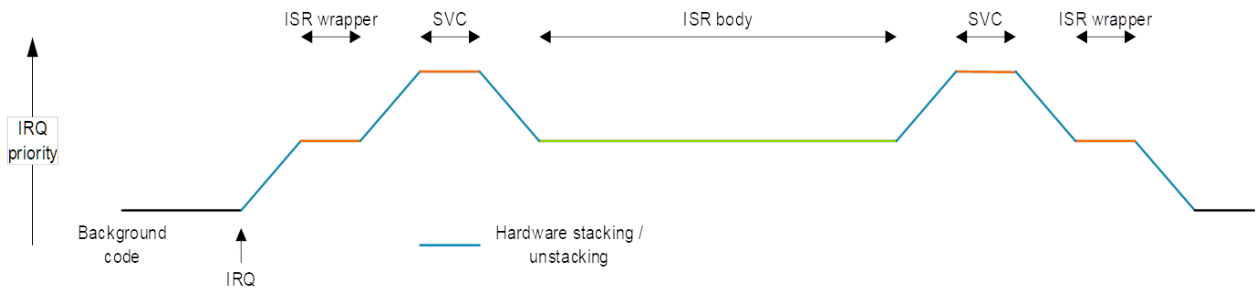 ISR wrapper
SVC
ISR body
SVC
ISR wrapper
IRQ
priority
Background
code
Hardware stacking /
unstacking
IRQ